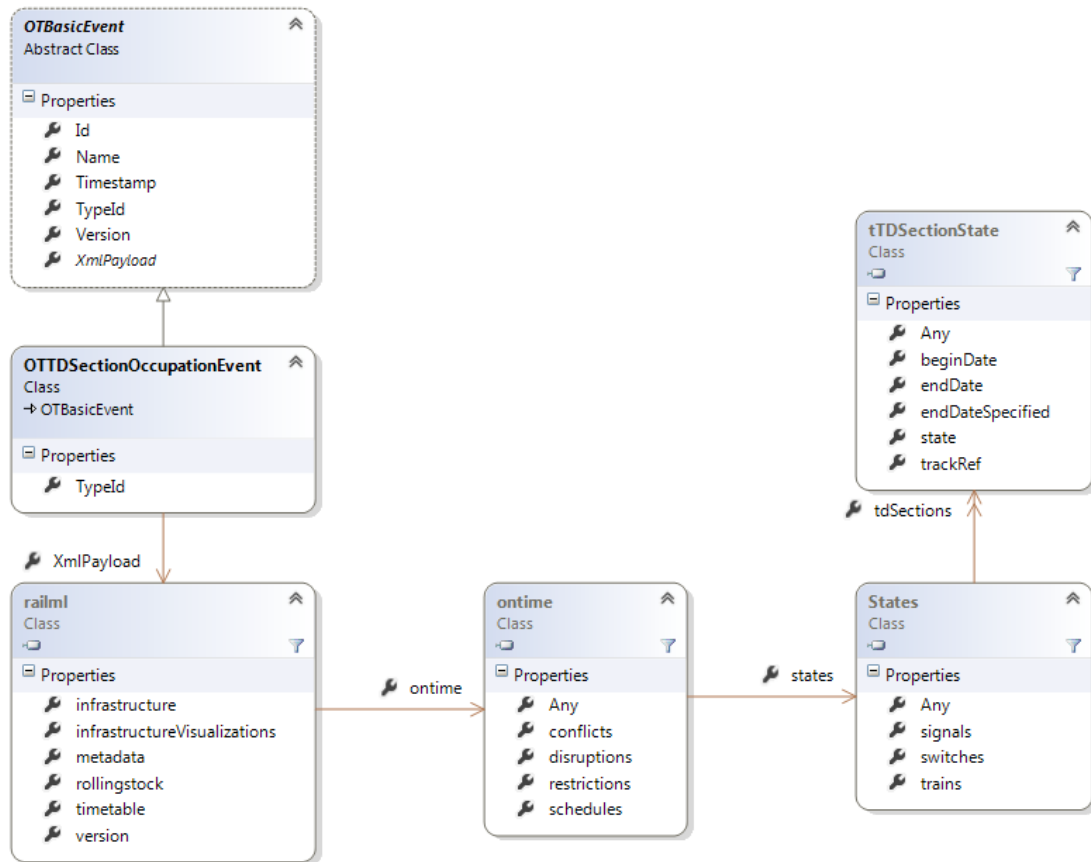 OTBasicEvent
Abstract Class
Properties
Id
Name
Timestamp
TypeId
Version
XmlPayload
OTTDSectionOccupationEvent
Class
OTBasicEvent
Properties
TypeId
XmlPayload
railml
Class
Properties
infrastructure
infrastructureVisualizations
metadata
rollingstock
timetable
version
ontime
ontime
Class
Properties
Any
conflicts
disruptions
restrictions
schedules
states
States
Class
Properties
Any
signals
switches
trains
tdSections
tTDSectionState
Class
Properties
Any
beginDate
endDate
endDateSpecified
state
trackRef